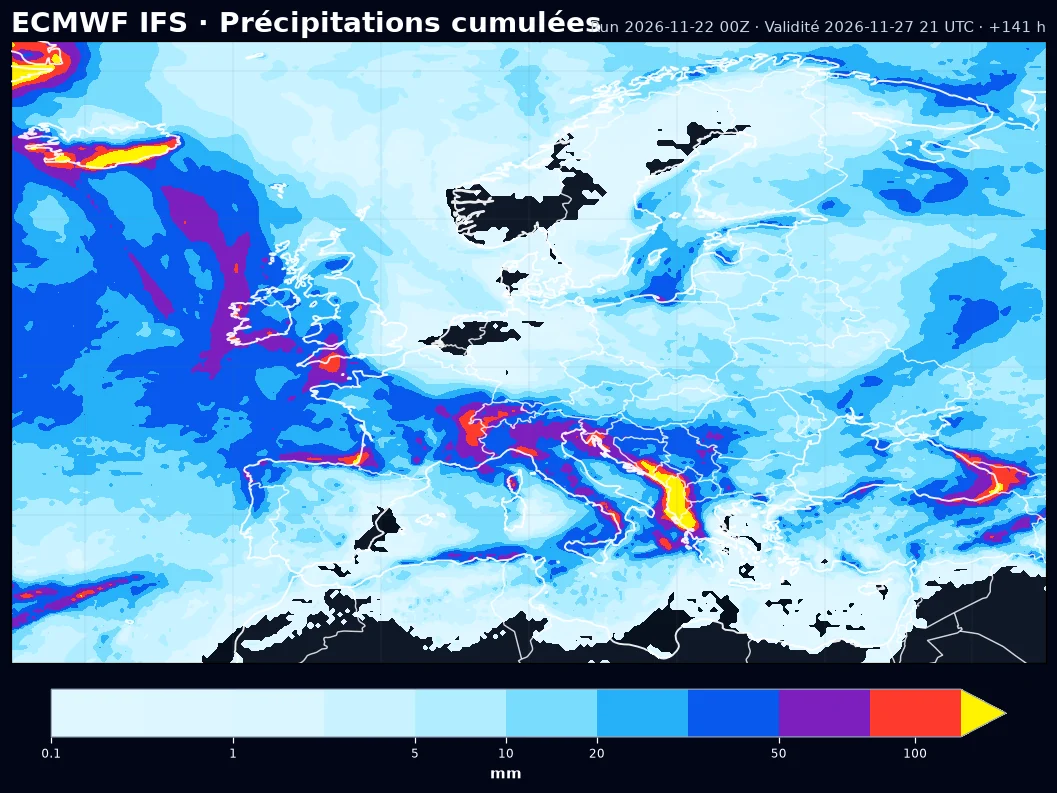 ECMWF IFS · Précipitations cumulées
Run 2026-11-22 00Z · Validité 2026-11-27 21 UTC · +141 h
0.1 1 5 10 20 50 100
mm